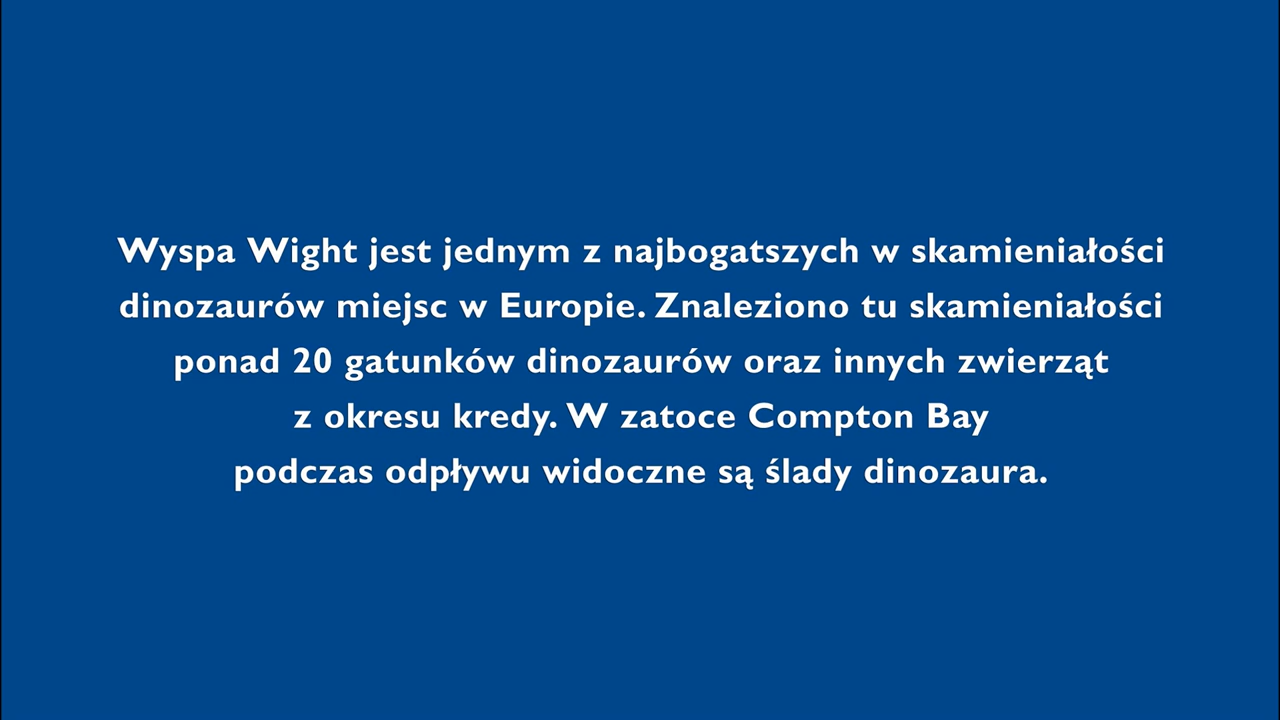 Wyspa Wight jest jednym z najbogatszych w skamieniałości
dinozaurów miejsc w Europie. Znaleziono tu skamieniałości
ponad 20 gatunków dinozaurów oraz innych zwierząt
z okresu kredy. W zatoce Compton Bay
podczas odpływu widoczne są ślady dinozaura.